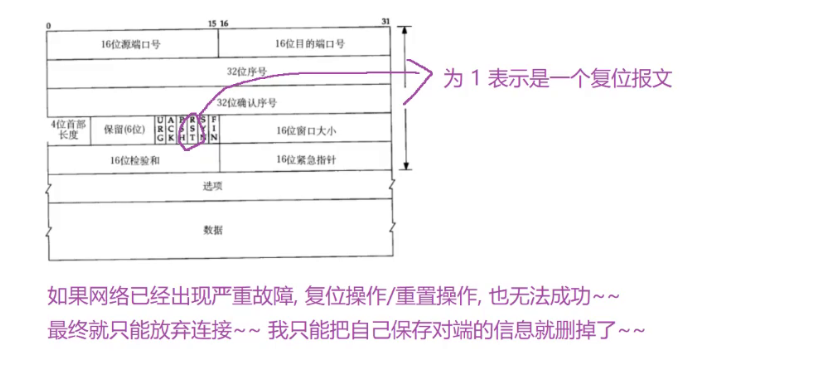 0 15 16 31
16位源端口号 16位目的端口号
32位序号
为 1 表示是一个复位报文
32位确认序号
4位首部长度 保留(6位) URG ACK PSH RST SYN FIN 16位窗口大小
16位检验和 16位紧急指针
选项
数据
如果网络已经出现严重故障, 复位操作/重置操作, 也无法成功~~
最终就只能放弃连接~~ 我只能把自己保存对端的信息就删掉了~~